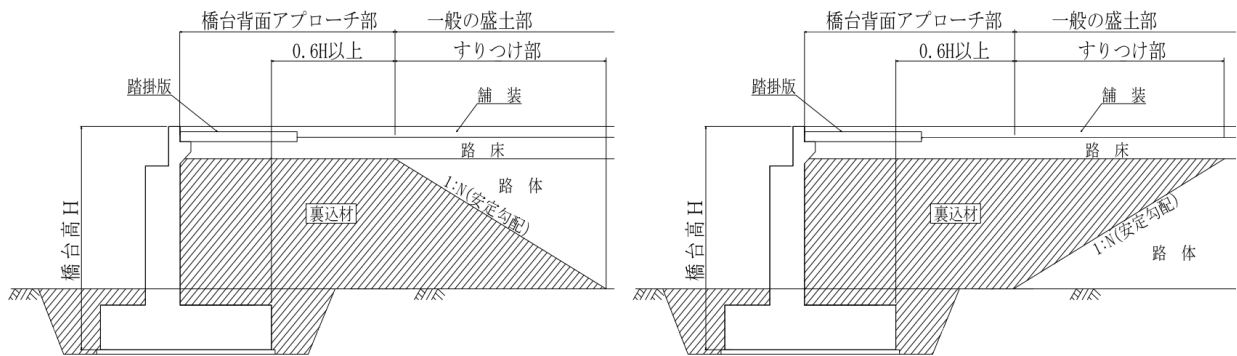 橋台背面アプローチ部
一般の盛土部
0.6H以上
すりつけ部
踏掛版
舗 装
路 床
路 体
裏込材
1:N(安定勾配)
橋台高H
橋台背面アプローチ部
一般の盛土部
0.6H以上
すりつけ部
踏掛版
舗 装
路 床
裏込材
1:N(安定勾配)
路 体
橋台高H